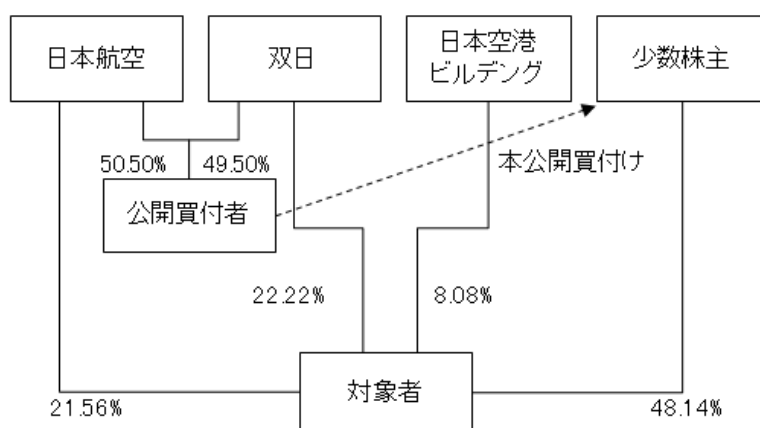 日本航空
双日
日本空港
ビルデング
少数株主
50.50%
49.50%
本公開買付け
公開買付者
22.22%
8.08%
対象者
21.56%
48.14%